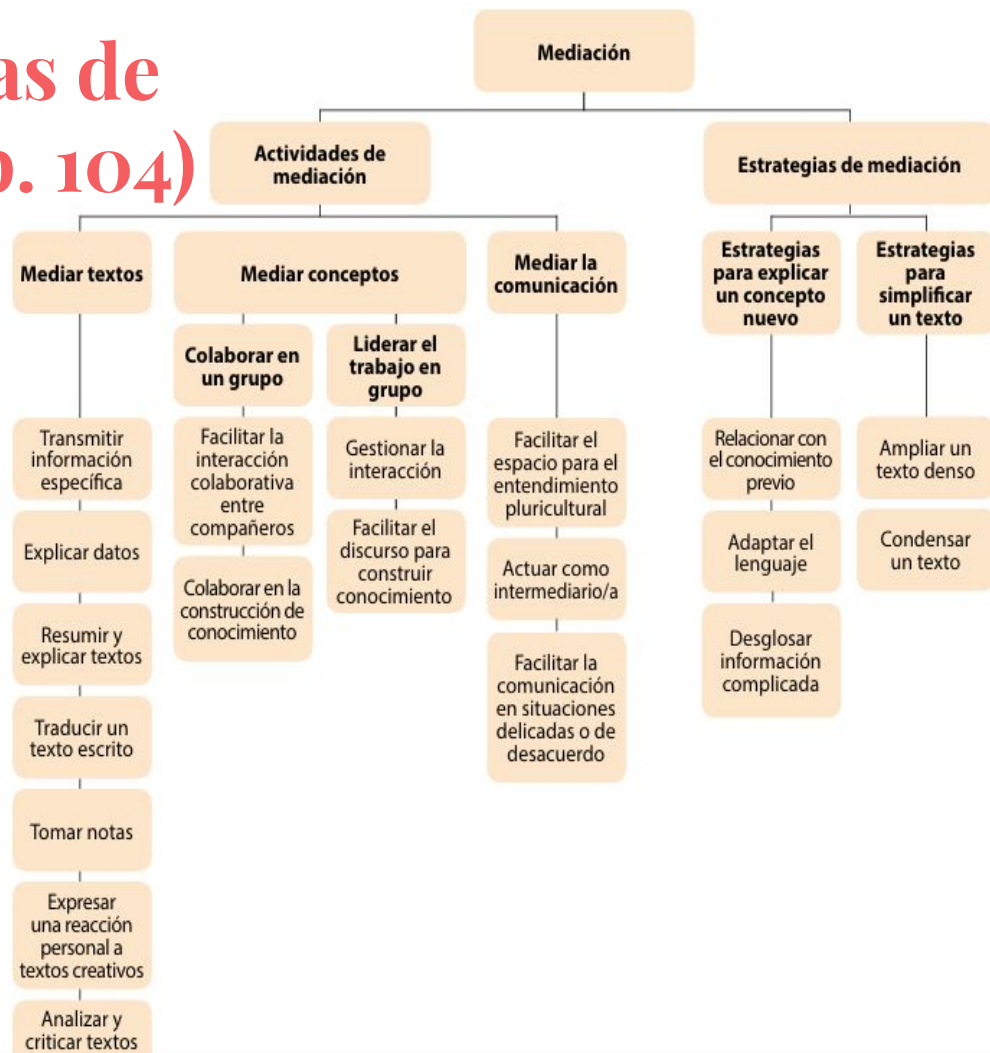 as de
p. 104)
Mediación
Actividades de
mediación
Estrategias de mediación
Mediar textos
Mediar conceptos
Mediar la
comunicación
Estrategias
para explicar
un concepto
nuevo
Estrategias
para
simplificar
un texto
Colaborar en
un grupo
Liderar el
trabajo en
grupo
Transmitir
información
específica
Explicar datos
Resumir y
explicar textos
Traducir un
texto escrito
Tomar notas
Expresar
una reacción
personal a
textos creativos
Analizar y
criticar textos
Facilitar la
interacción
colaborativa
entre
compañeros
Colaborar en la
construcción de
conocimiento
Gestionar la
interacción
Facilitar el
discurso para
construir
conocimiento
Facilitar el
espacio para el
entendimiento
pluricultural
Actuar como
intermediario/a
Facilitar la
comunicación
en situaciones
delicadas o de
desacuerdo
Relacionar con
el conocimiento
previo
Adaptar el
lenguaje
Desglosar
información
complicada
Ampliar un
texto denso
Condensar
un texto